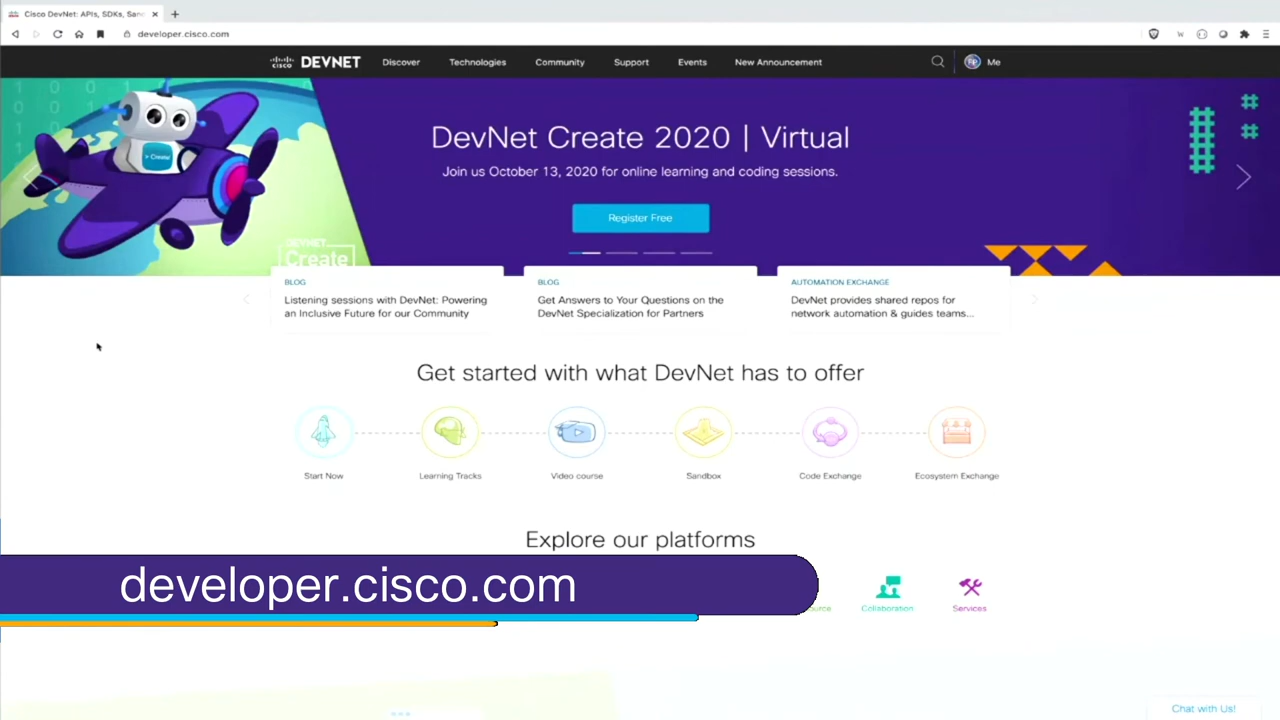 Cisco DevNet: APIs, SDKs, San
developer.cisco.com
CISCO DEVNET
Discover
Technologies
Community
Support
Events
New Announcement
Me
> Create
DEVNET
Create
DevNet Create 2020 | Virtual
Join us October 13, 2020 for online learning and coding sessions.
Register Free
BLOG
Listening sessions with DevNet: Powering
an Inclusive Future for our Community
BLOG
Get Answers to Your Questions on the
DevNet Specialization for Partners
AUTOMATION EXCHANGE
DevNet provides shared repos for
network automation & guides teams...
Get started with what DevNet has to offer
Start Now
Learning Tracks
Video course
Sandbox
Code Exchange
Ecosystem Exchange
Explore our platforms
developer.cisco.com
Collaboration
Services
Chat with Us!